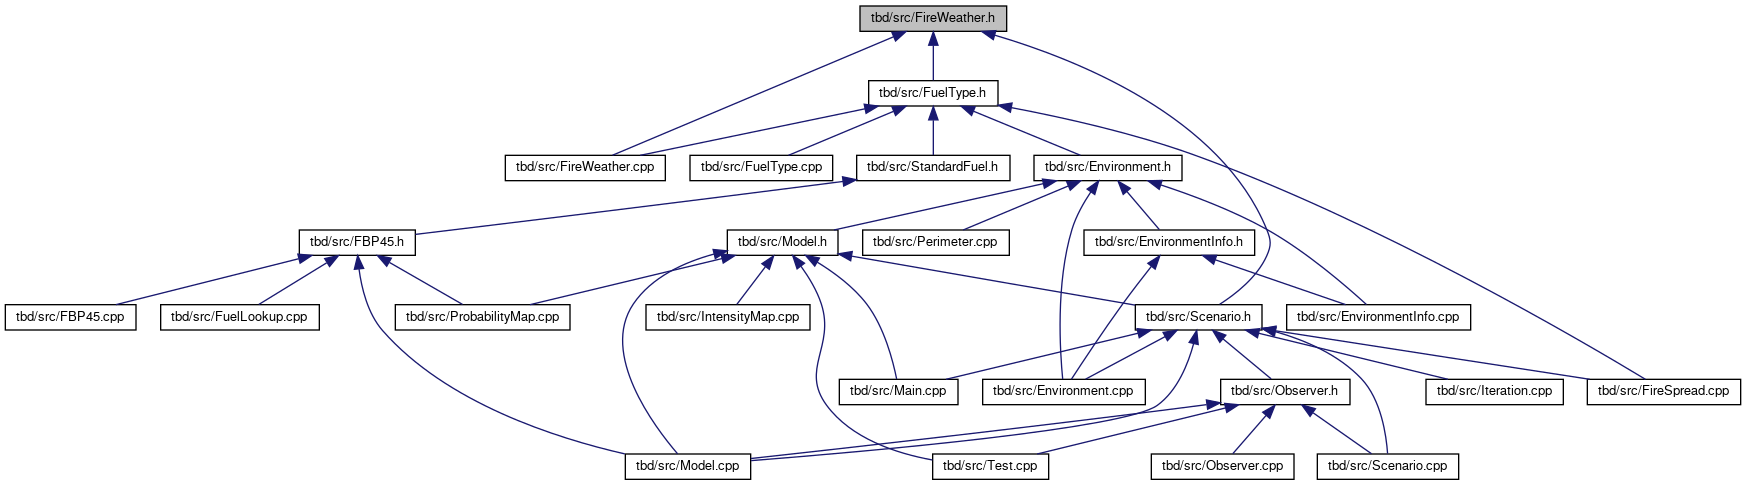 tbd/src/FireWeather.h
tbd/src/FuelType.h
tbd/src/FireWeather.cpp
tbd/src/FuelType.cpp
tbd/src/StandardFuel.h
tbd/src/Environment.h
tbd/src/FBP45.h
tbd/src/Model.h
tbd/src/Perimeter.cpp
tbd/src/EnvironmentInfo.h
tbd/src/FBP45.cpp
tbd/src/FuelLookup.cpp
tbd/src/ProbabilityMap.cpp
tbd/src/IntensityMap.cpp
tbd/src/Scenario.h
tbd/src/EnvironmentInfo.cpp
tbd/src/Main.cpp
tbd/src/Environment.cpp
tbd/src/Observer.h
tbd/src/Iteration.cpp
tbd/src/FireSpread.cpp
tbd/src/Model.cpp
tbd/src/Test.cpp
tbd/src/Observer.cpp
tbd/src/Scenario.cpp